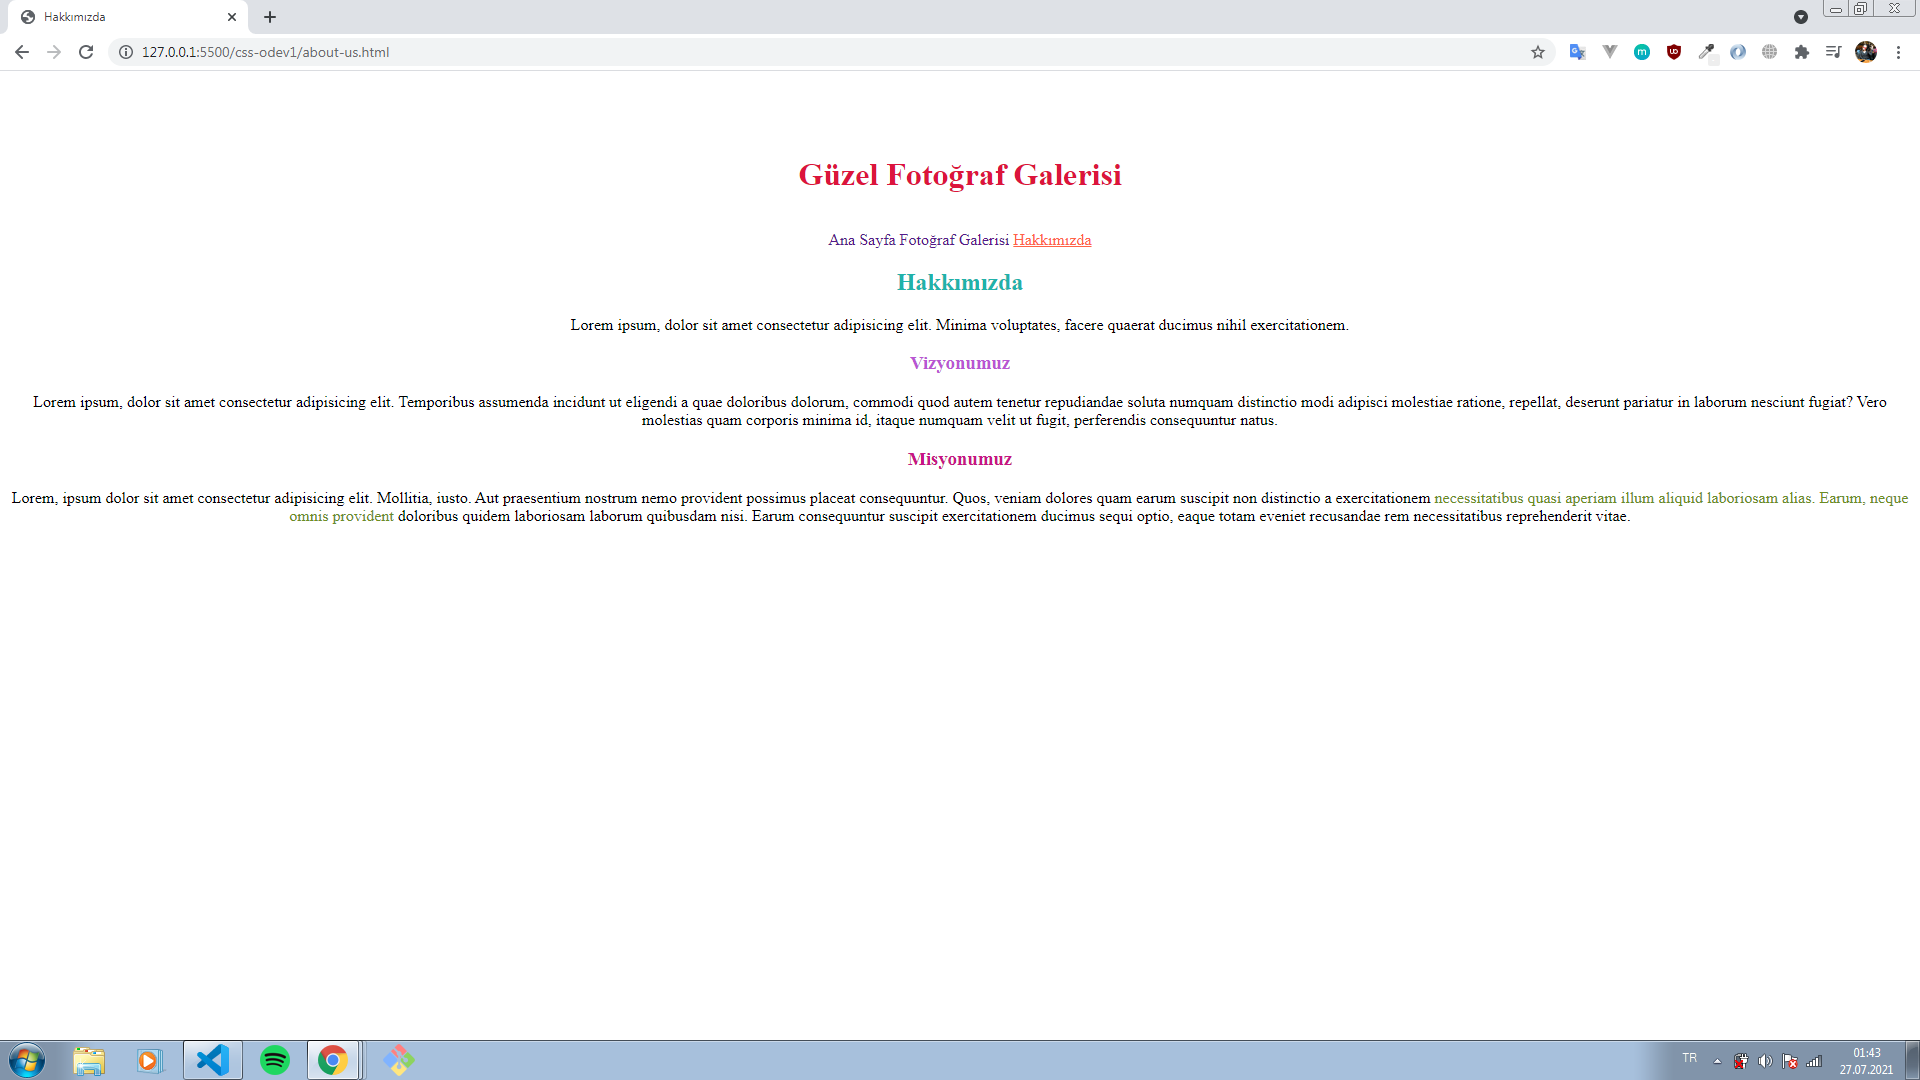 Hakkımızda
127.0.0.1:5500/css-odev1/about-us.html
Güzel Fotoğraf Galerisi
Ana Sayfa Fotoğraf Galerisi Hakkımızda
Hakkımızda
Lorem ipsum, dolor sit amet consectetur adipisicing elit. Minima voluptates, facere quaerat ducimus nihil exercitationem.
Vizyonumuz
Lorem ipsum, dolor sit amet consectetur adipisicing elit. Temporibus assumenda incidunt ut eligendi a quae doloribus dolorum, commodi quod autem tenetur repudiandae soluta numquam distinctio modi adipisci molestiae ratione, repellat, deserunt pariatur in laborum nesciunt fugiat? Vero
molestias quam corporis minima id, itaque numquam velit ut fugit, perferendis consequuntur natus.
Misyonumuz
Lorem, ipsum dolor sit amet consectetur adipisicing elit. Mollitia, iusto. Aut praesentium nostrum nemo provident possimus placeat consequuntur. Quos, veniam dolores quam earum suscipit non distinctio a exercitationem necessitatibus quasi aperiam illum aliquid laboriosam alias. Earum, neque
omnis provident doloribus quidem laboriosam laborum quibusdam nisi. Earum consequuntur suscipit exercitationem ducimus sequi optio, eaque totam eveniet recusandae rem necessitatibus reprehenderit vitae.
TR
01:43
27.07.2021